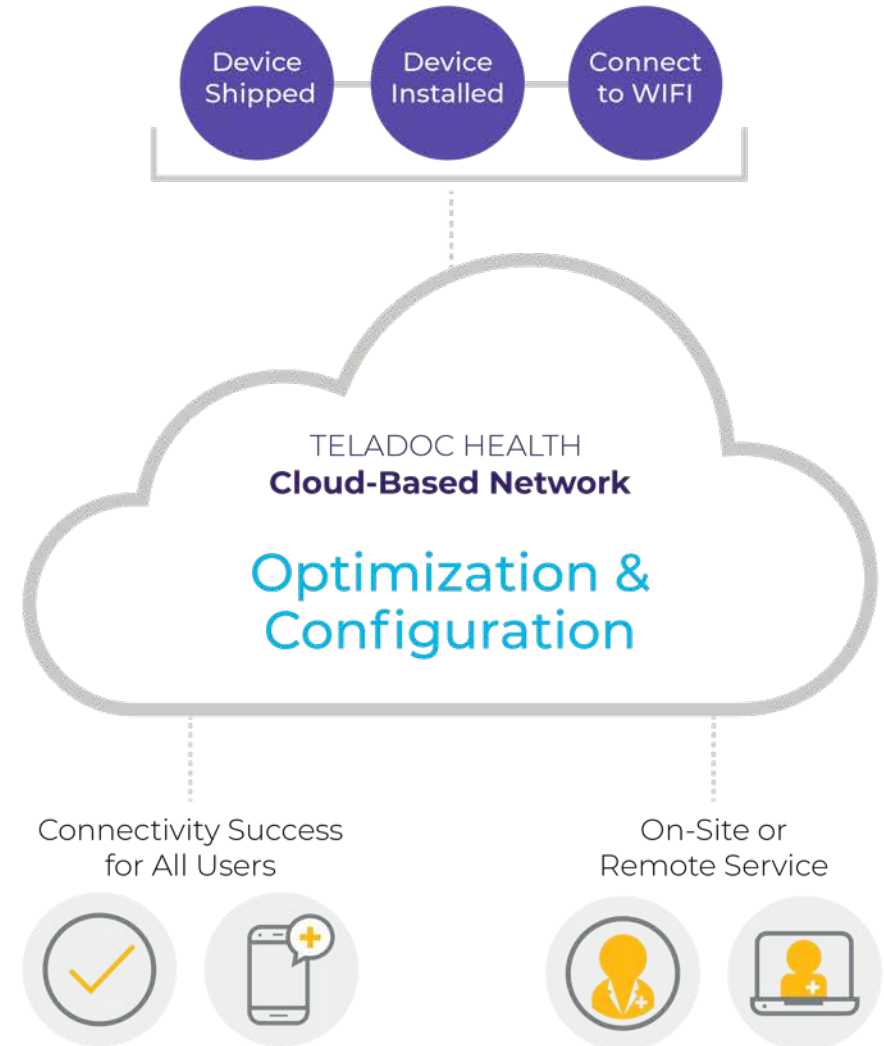 Device
Shipped
Device
Installed
Connect
to WIFI
TELADOC HEALTH
Cloud-Based Network
Optimization &
Configuration
Connectivity Success
for All Users
On-Site or
Remote Service